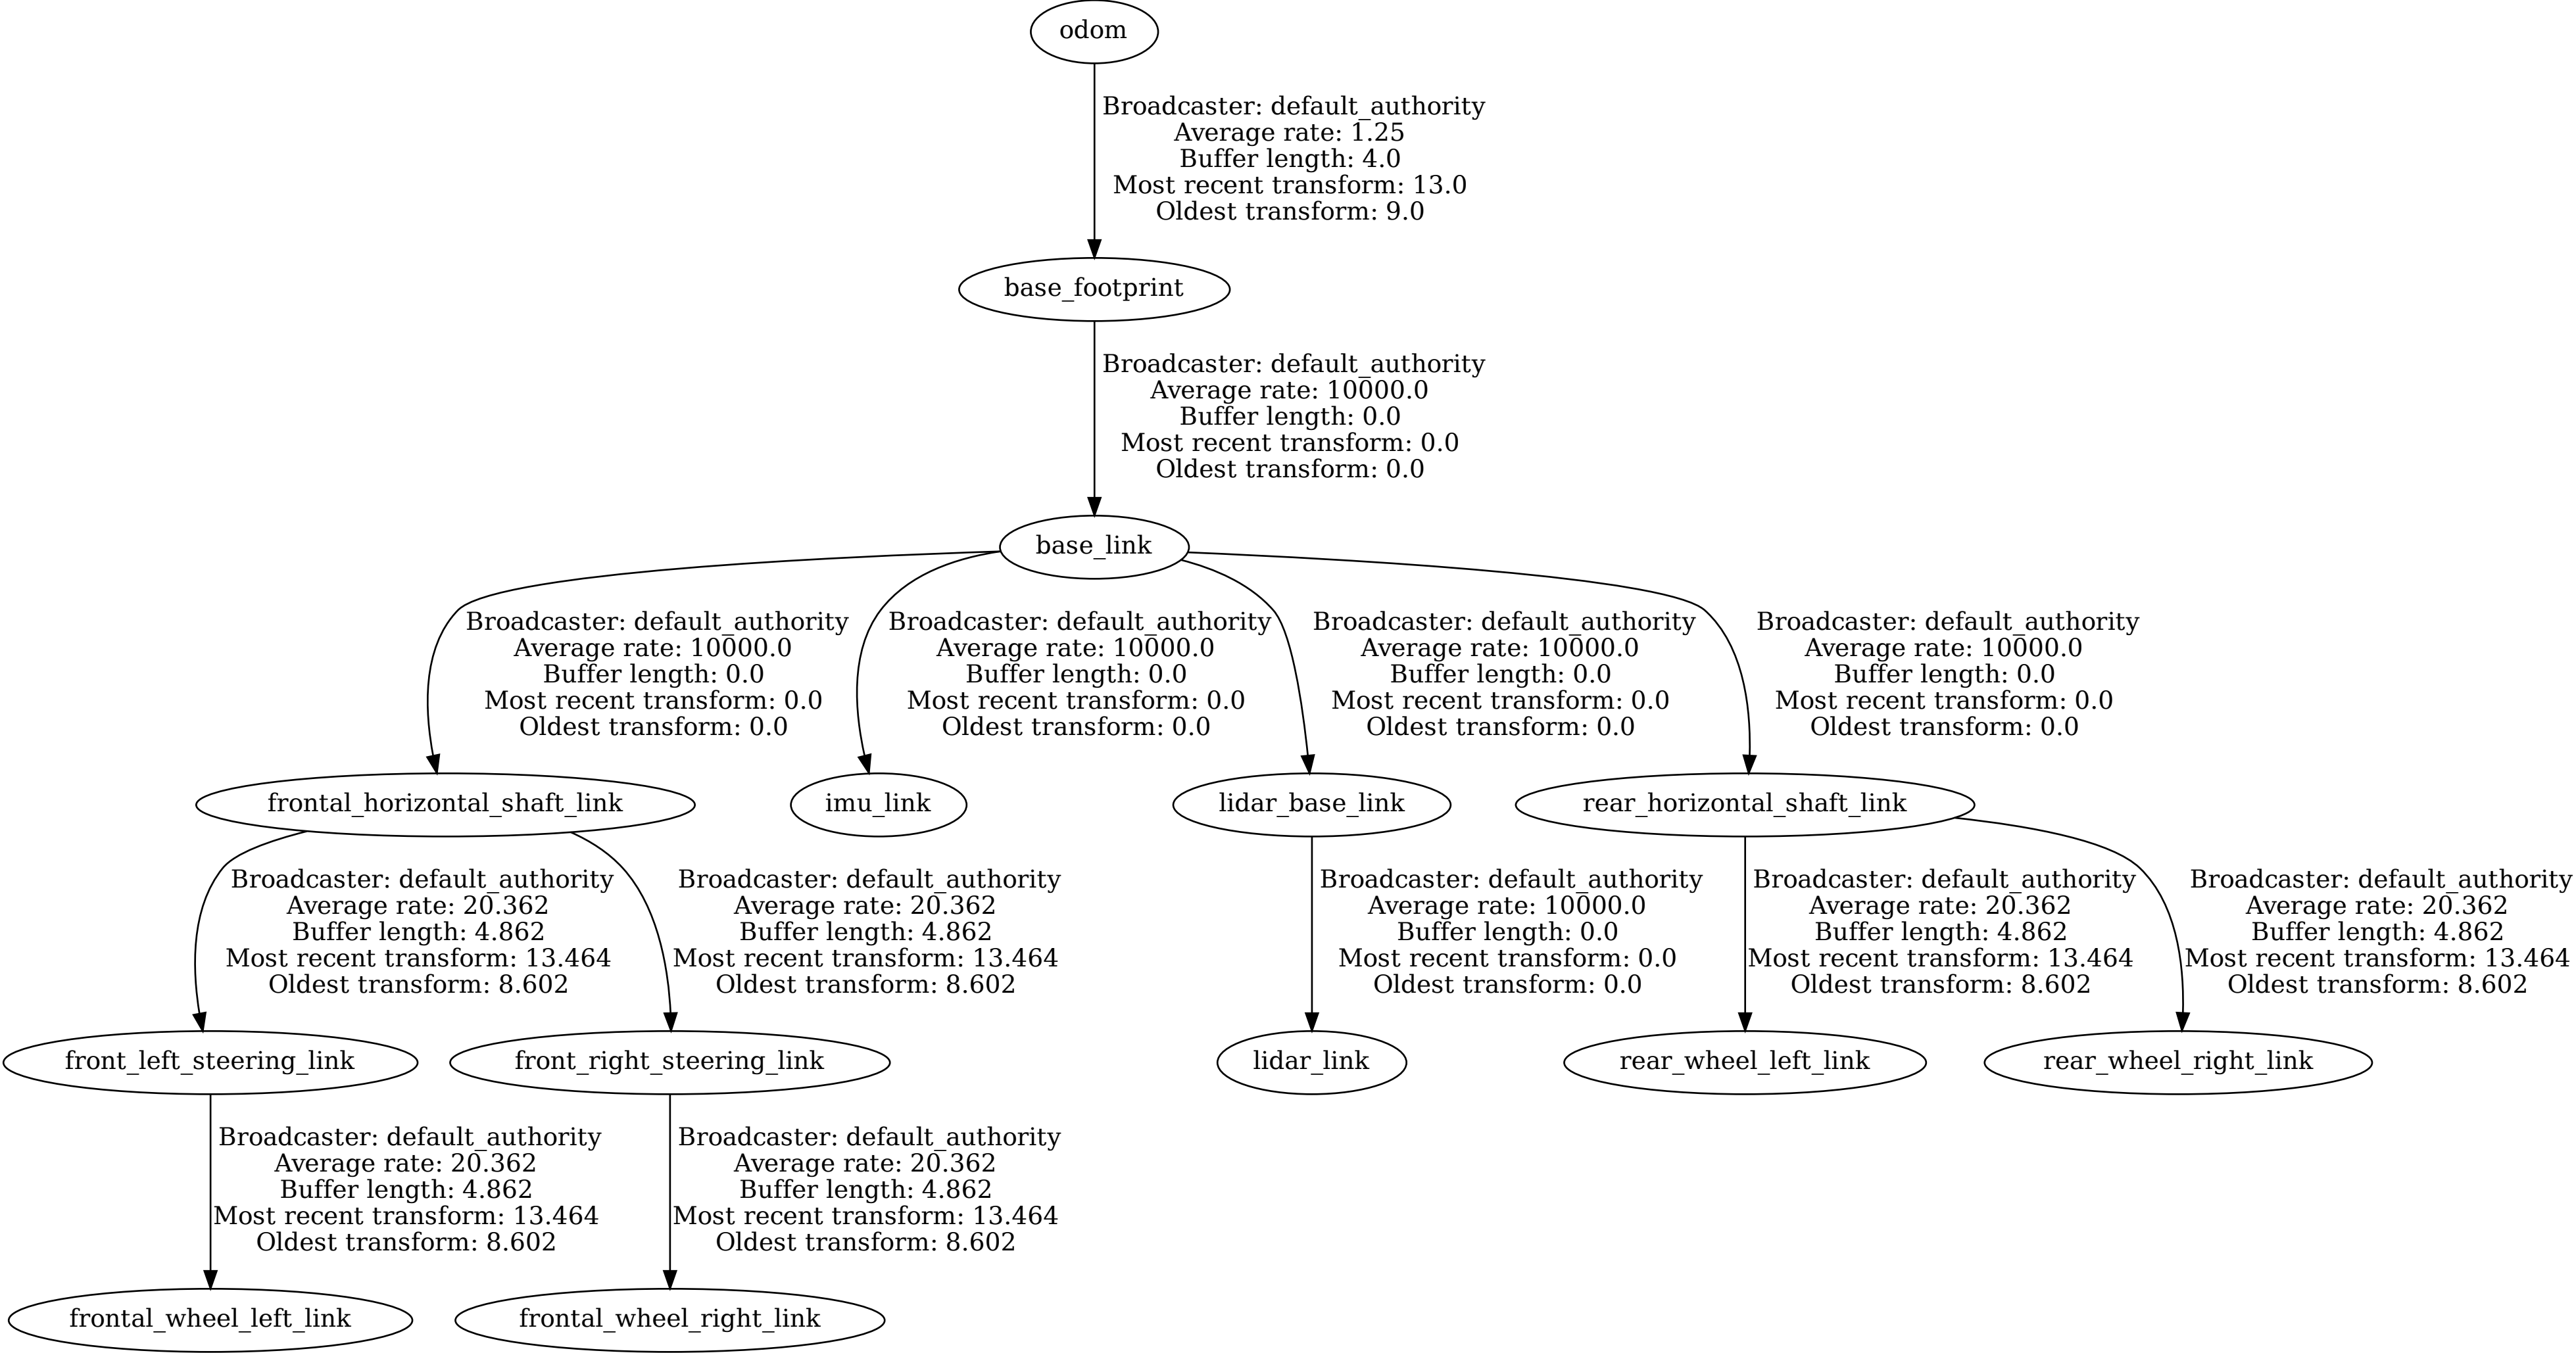 odom
Broadcaster: default_authority
Average rate: 1.25
Buffer length: 4.0
Most recent transform: 13.0
Oldest transform: 9.0
base_footprint
Broadcaster: default_authority
Average rate: 10000.0
Buffer length: 0.0
Most recent transform: 0.0
Oldest transform: 0.0
base_link
Broadcaster: default_authority
Average rate: 10000.0
Buffer length: 0.0
Most recent transform: 0.0
Oldest transform: 0.0
Broadcaster: default_authority
Average rate: 10000.0
Buffer length: 0.0
Most recent transform: 0.0
Oldest transform: 0.0
Broadcaster: default_authority
Average rate: 10000.0
Buffer length: 0.0
Most recent transform: 0.0
Oldest transform: 0.0
Broadcaster: default_authority
Average rate: 10000.0
Buffer length: 0.0
Most recent transform: 0.0
Oldest transform: 0.0
frontal_horizontal_shaft_link
imu_link
lidar_base_link
rear_horizontal_shaft_link
Broadcaster: default_authority
Average rate: 20.362
Buffer length: 4.862
Most recent transform: 13.464
Oldest transform: 8.602
Broadcaster: default_authority
Average rate: 20.362
Buffer length: 4.862
Most recent transform: 13.464
Oldest transform: 8.602
Broadcaster: default_authority
Average rate: 10000.0
Buffer length: 0.0
Most recent transform: 0.0
Oldest transform: 0.0
Broadcaster: default_authority
Average rate: 20.362
Buffer length: 4.862
Most recent transform: 13.464
Oldest transform: 8.602
Broadcaster: default_authority
Average rate: 20.362
Buffer length: 4.862
Most recent transform: 13.464
Oldest transform: 8.602
front_left_steering_link
front_right_steering_link
lidar_link
rear_wheel_left_link
rear_wheel_right_link
Broadcaster: default_authority
Average rate: 20.362
Buffer length: 4.862
Most recent transform: 13.464
Oldest transform: 8.602
Broadcaster: default_authority
Average rate: 20.362
Buffer length: 4.862
Most recent transform: 13.464
Oldest transform: 8.602
frontal_wheel_left_link
frontal_wheel_right_link